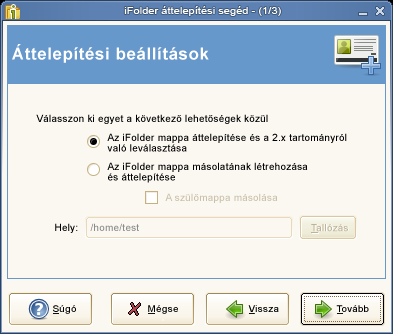 iFolder áttelepítési segéd - (1/3)
Áttelepítési beállítások
Válasszon ki egyet a következő lehetőségek közül
Az iFolder mappa áttelepítése és a 2.x tartományról
való leválasztása
Az iFolder mappa másolatának létrehozása
és áttelepítése
A szülőmappa másolása
Hely: /home/test Tallózás
Súgó Mégse Vissza Tovább